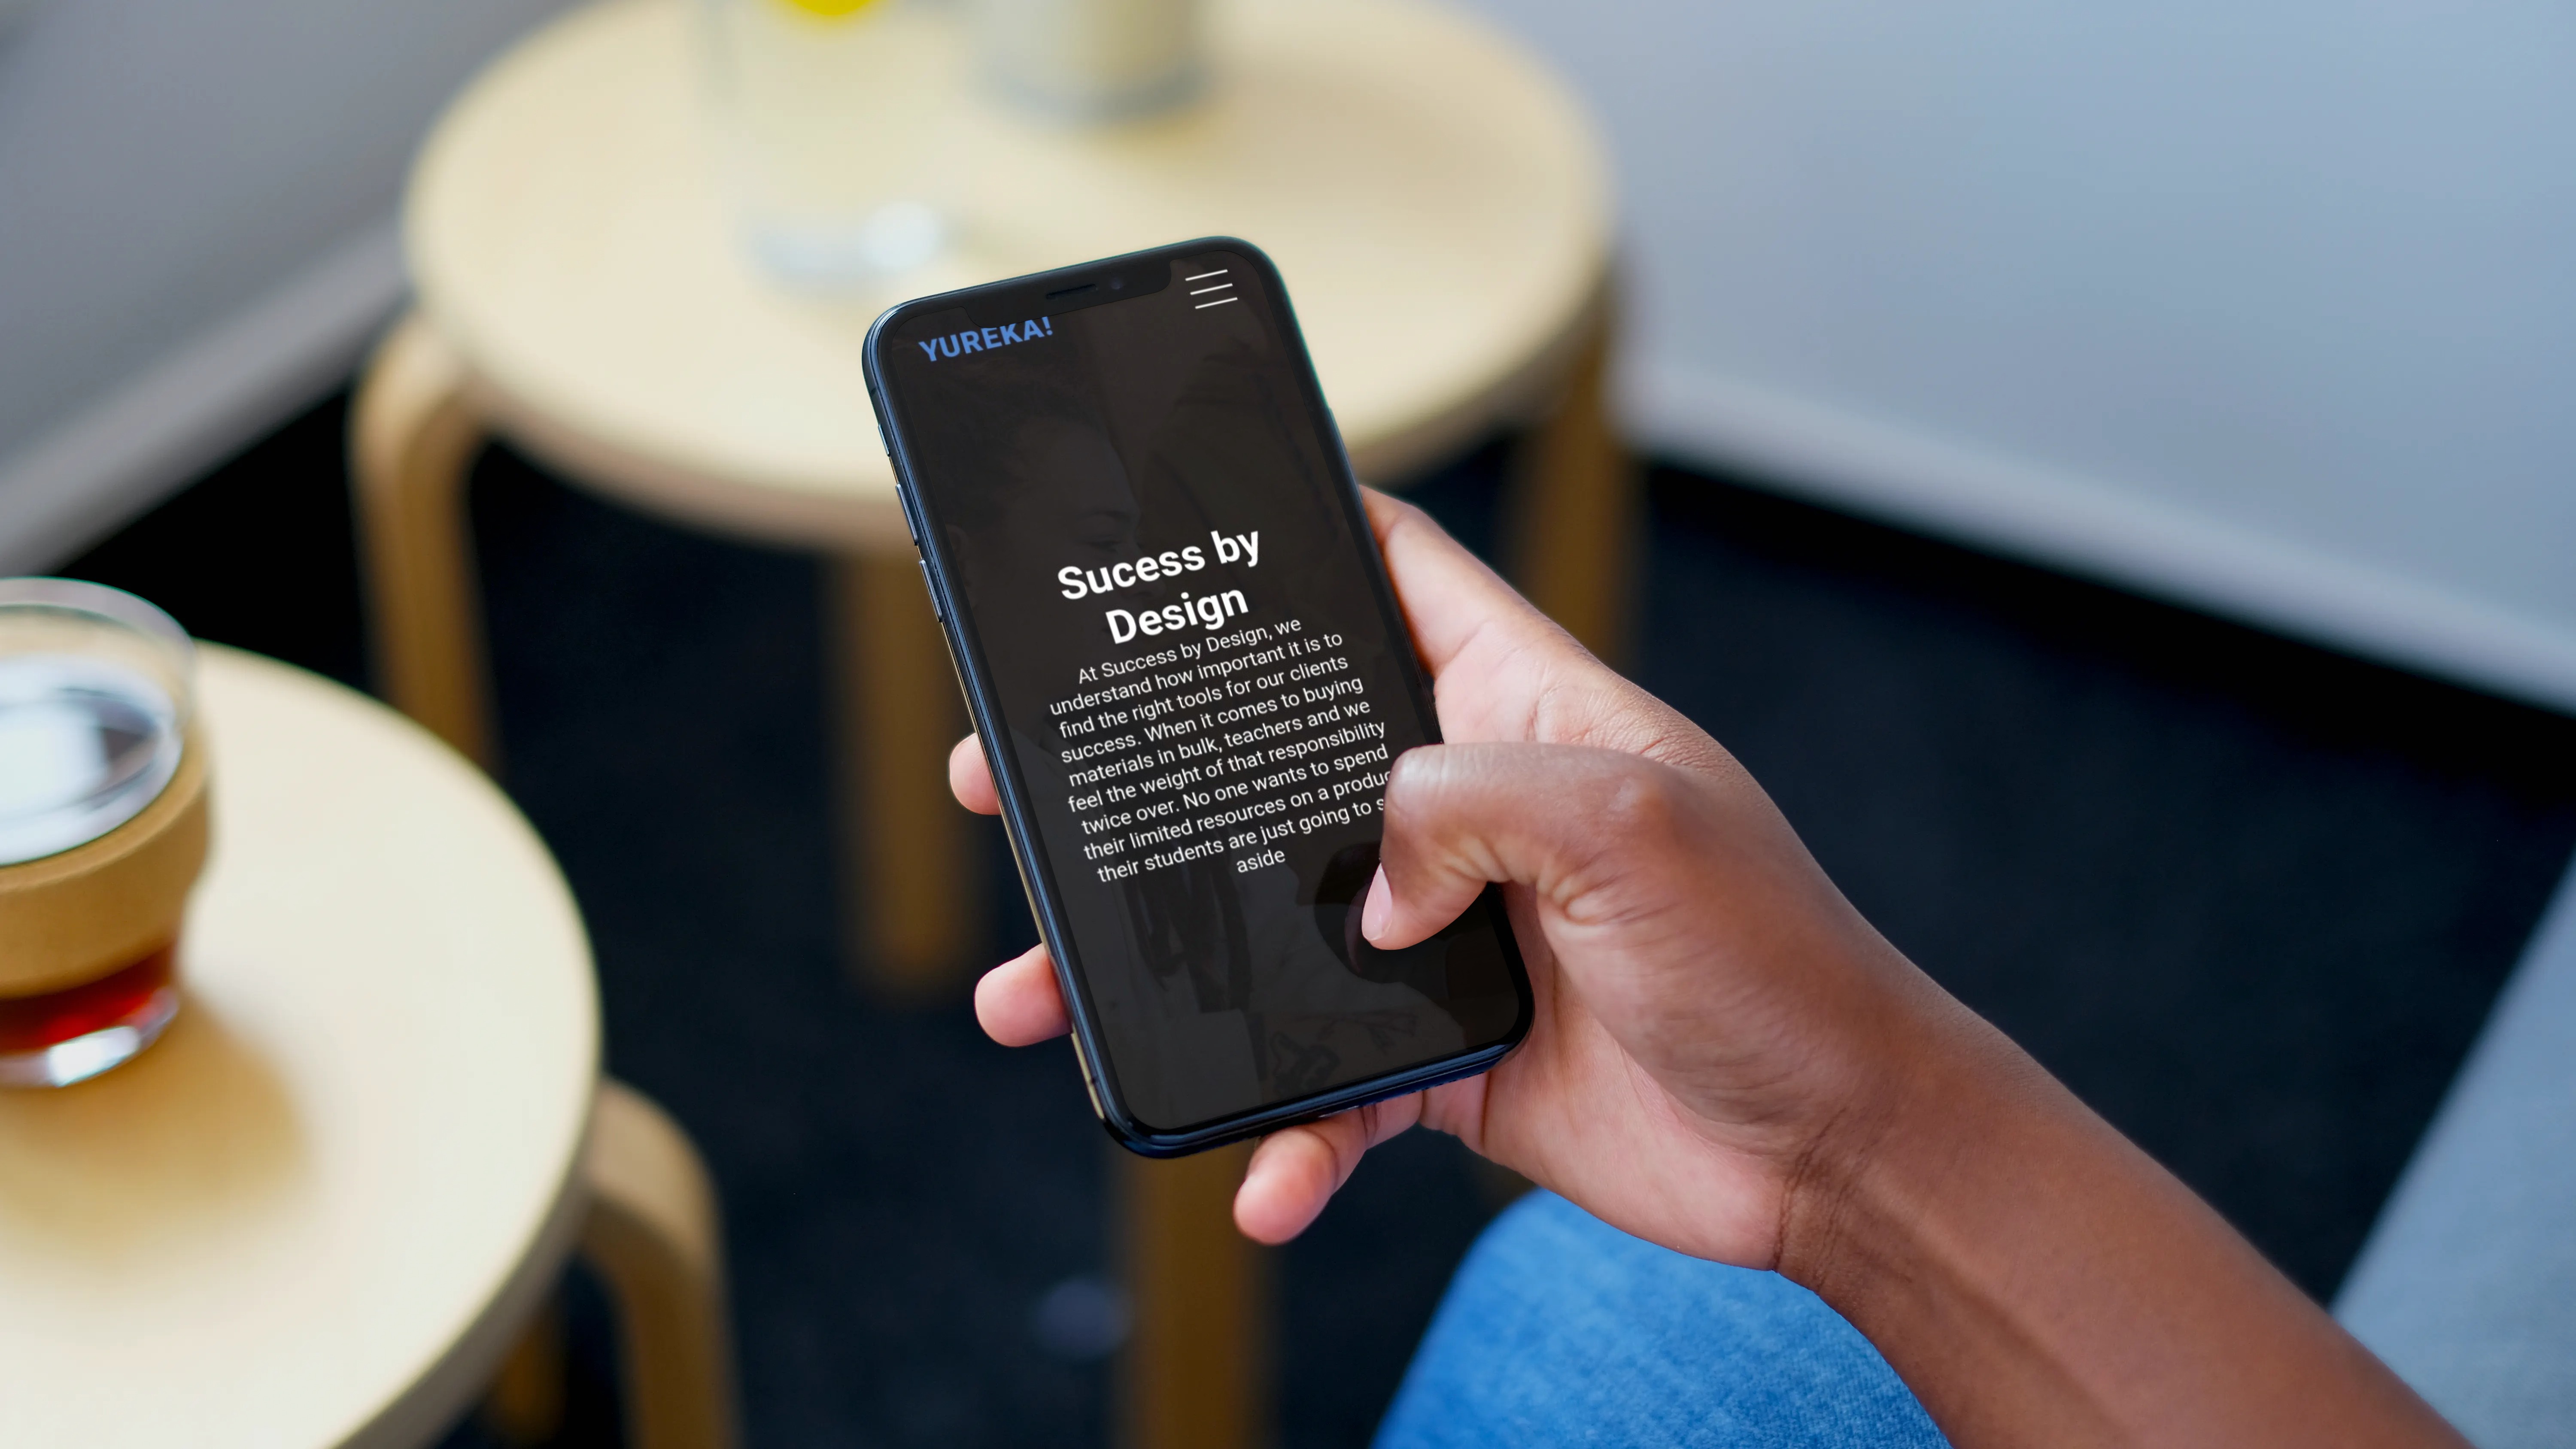 YUREKA!
Sucess by
Design
At Success by Design, we
understand how important it is to
find the right tools for our clients
success. When it comes to buying
materials in bulk, teachers and we
feel the weight of that responsibility
twice over. No one wants to spend
their limited resources on a
their students are just going to
aside